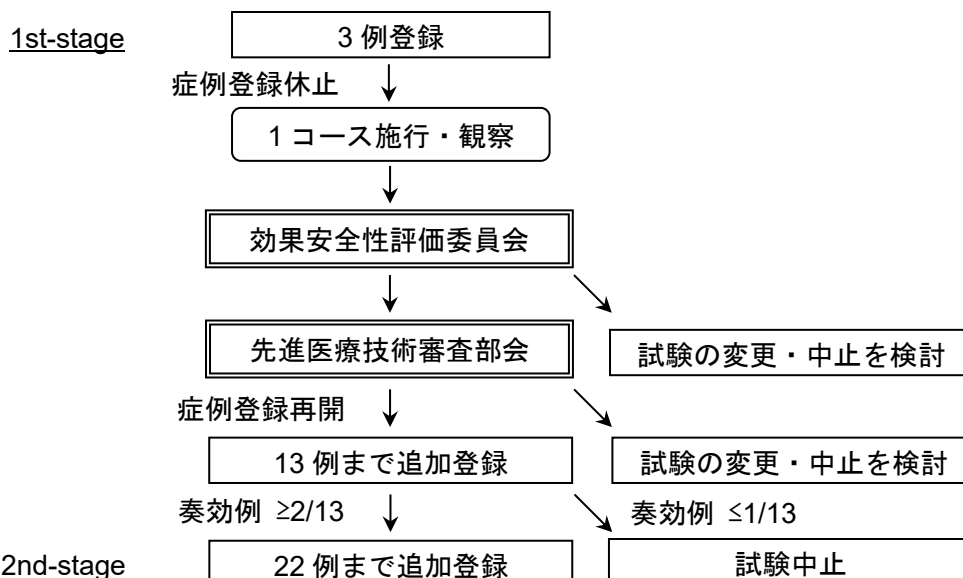 1st-stage
3 例登録
症例登録休止
1 コース施行・観察
効果安全性評価委員会
先進医療技術審査部会
試験の変更・中止を検討
症例登録再開
13 例まで追加登録
試験の変更・中止を検討
奏効例 ≥2/13
奏効例 ≤1/13
2nd-stage
22 例まで追加登録
試験中止